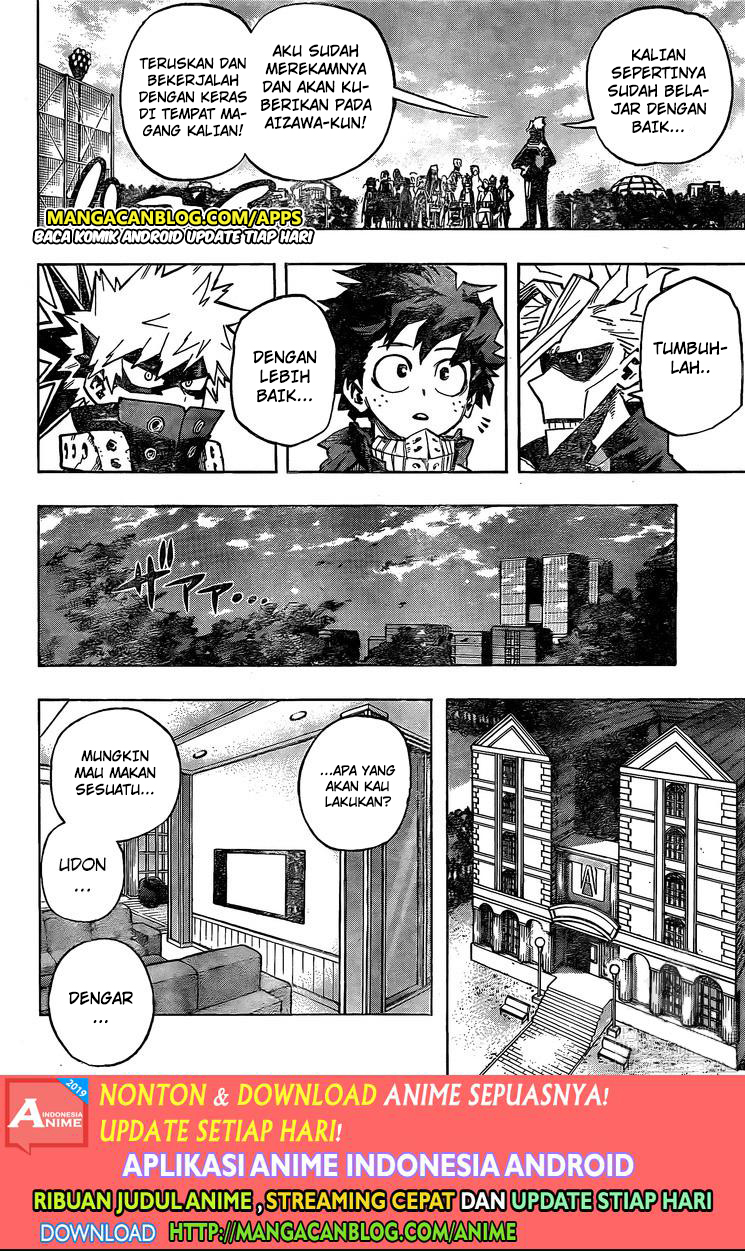 KALIAN
SEPERTINYA
SUDAH BELA-
JAR DENGAN
BAIK...
AKU SUDAH
MEREKAMNYA
DAN AKAN KU-
BERIKAN PADA
AIZAWA-KUN!
TERUSKAN DAN
BEKERJALAH
DENGAN KERAS
DI TEMPAT MA-
GANG KALIAN!
MANGACANBLOG.COM/APPS
BACA KOMIK ANDROID UPDATE TIAP HARI
TUMBUH-
LAH..
DENGAN
LEBIH
BAIK...
ザアァ...
UA
...APA YANG
AKAN KAU
LAKUKAN?
MUNGKIN
MAU MAKAN
SESUATU...
UDON
...
DENGAR
...
2019
A INDONESIA
ANIME
NONTON & DOWNLOAD ANIME SEPUASNYA!
UPDATE SETIAP HARI!
APLIKASI ANIME INDONESIA ANDROID
RIBUAN JUDUL ANIME , STREAMING CEPAT DAN UPDATE STIAP HARI
DOWNLOAD HTTP://MANGACANBLOG.COM/ANIME